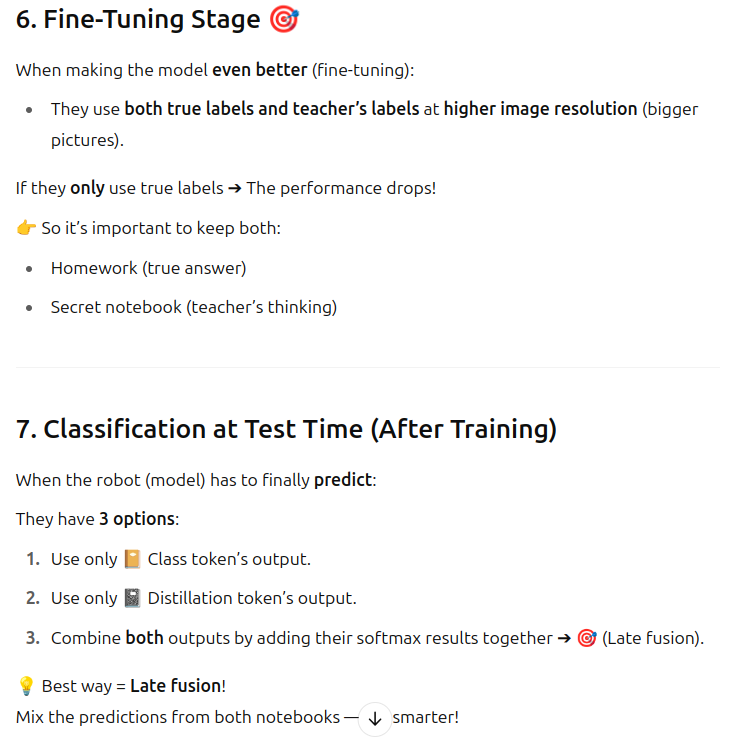 6. Fine-Tuning Stage 🎯
When making the model even better (fine-tuning):
• They use both true labels and teacher’s labels at higher image resolution (bigger
pictures).
If they only use true labels ➔ The performance drops!
👉 So it’s important to keep both:
• Homework (true answer)
• Secret notebook (teacher’s thinking)
7. Classification at Test Time (After Training)
When the robot (model) has to finally predict:
They have 3 options:
1. Use only 📔 Class token’s output.
2. Use only 📓 Distillation token’s output.
3. Combine both outputs by adding their softmax results together ➔ 🎯 (Late fusion).
💡 Best way = Late fusion!
Mix the predictions from both notebooks — smarter!